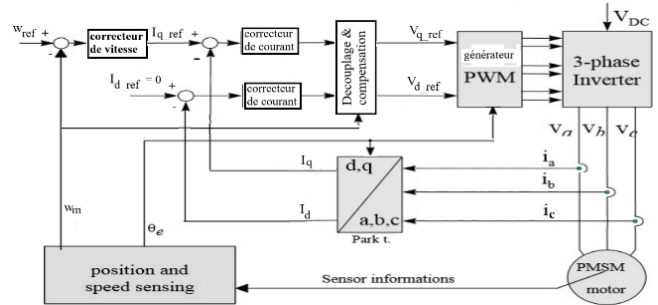 w_ref + -
correcteur de vitesse
I_q_ref + -
correcteur de courant
Decouplage & compensation
V_q_ref
générateur PWM
V_DC
3-phase Inverter
I_d_ref = 0 + -
correcteur de courant
V_d_ref
V_a V_b V_c
I_q
d,q
i_a
i_b
I_d
a,b,c
i_c
Park t.
w_m
θ_e
position and speed sensing
Sensor informations
PMSM motor